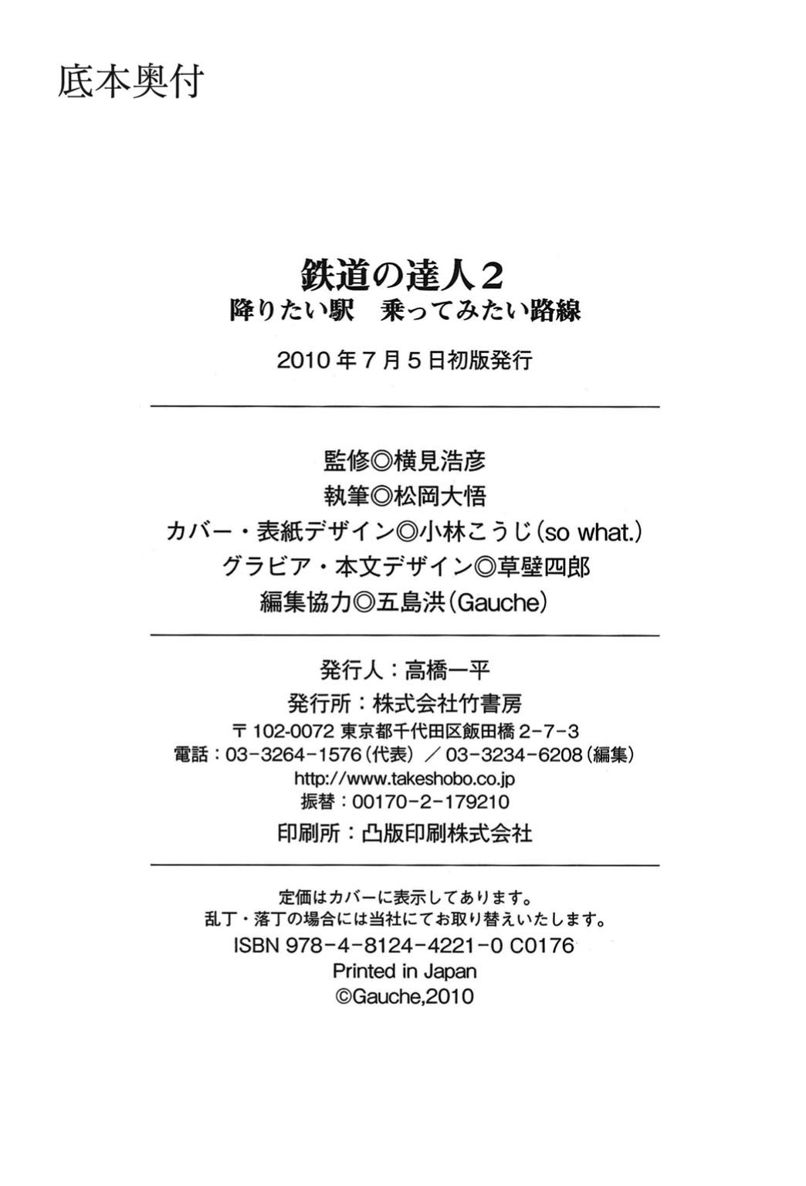 底本奥付
鉄道の達人2
降りたい駅　乗ってみたい路線
2010年7月5日初版発行
監修◎横見浩彦
執筆◎松岡大悟
カバー・表紙デザイン◎小林こうじ(so what.)
グラビア・本文デザイン◎草壁四郎
編集協力◎五島洪(Gauche)
発行人：高橋一平
発行所：株式会社竹書房
〒102-0072 東京都千代田区飯田橋2-7-3
電話：03-3264-1576(代表) ／03-3234-6208(編集)
http://www.takeshobo.co.jp
振替：00170-2-179210
印刷所：凸版印刷株式会社
定価はカバーに表示してあります。
乱丁・落丁の場合には当社にてお取り替えいたします。
ISBN 978-4-8124-4221-0 C0176
Printed in Japan
©Gauche,2010